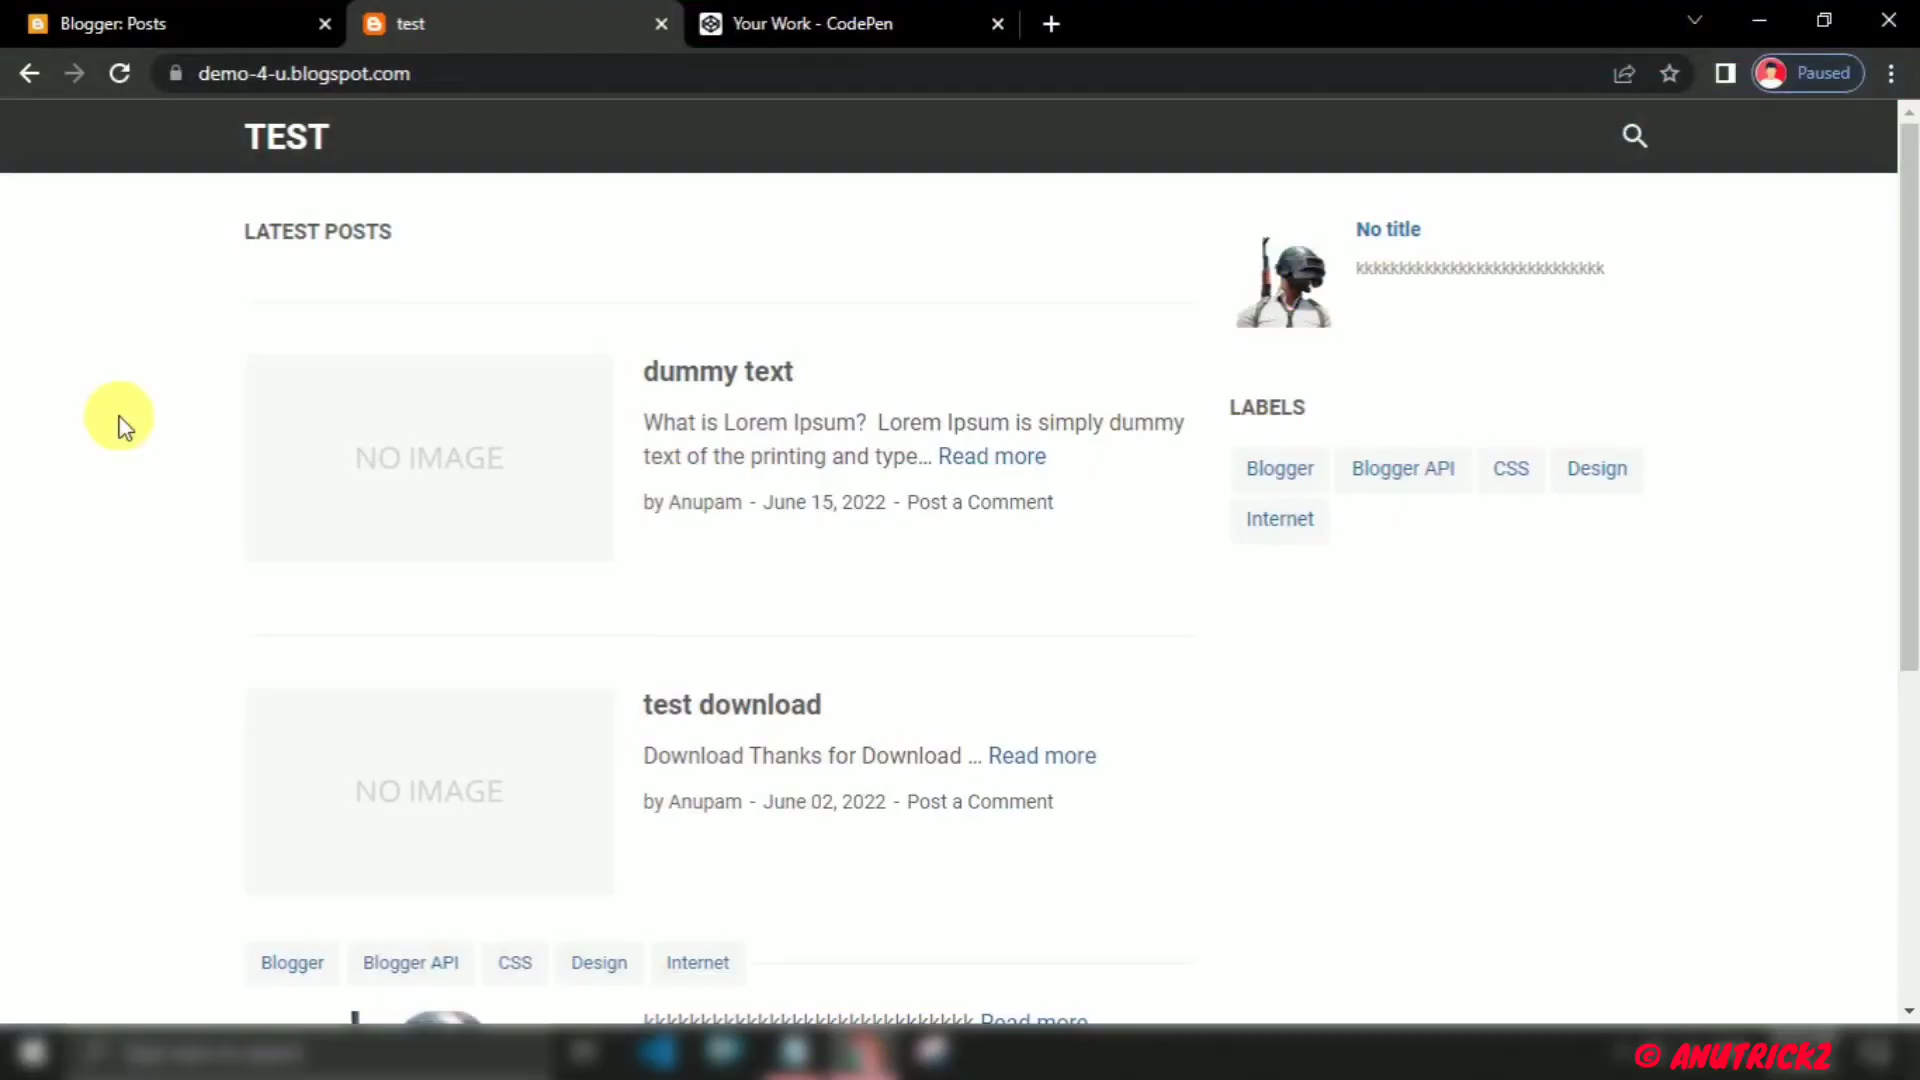 Blogger: Posts
test
Your Work - CodePen
demo-4-u.blogspot.com
Paused
TEST
LATEST POSTS
No title
kkkkkkkkkkkkkkkkkkkkkkkkkkkkk
dummy text
What is Lorem Ipsum?  Lorem Ipsum is simply dummy
text of the printing and type... Read more
by Anupam - June 15, 2022 - Post a Comment
NO IMAGE
LABELS
Blogger Blogger API CSS Design
Internet
test download
Download Thanks for Download ... Read more
by Anupam - June 02, 2022 - Post a Comment
NO IMAGE
Blogger Blogger API CSS Design Internet
Read more
© ANUTRICKZ